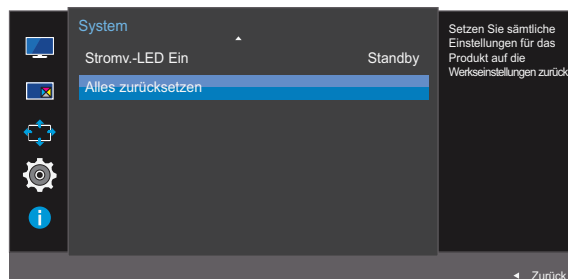 System
Stromv.-LED Ein Standby
Alles zurücksetzen
Setzen Sie sämtliche
Einstellungen für das
Produkt auf die
Werkseinstellungen zurück
Zurück